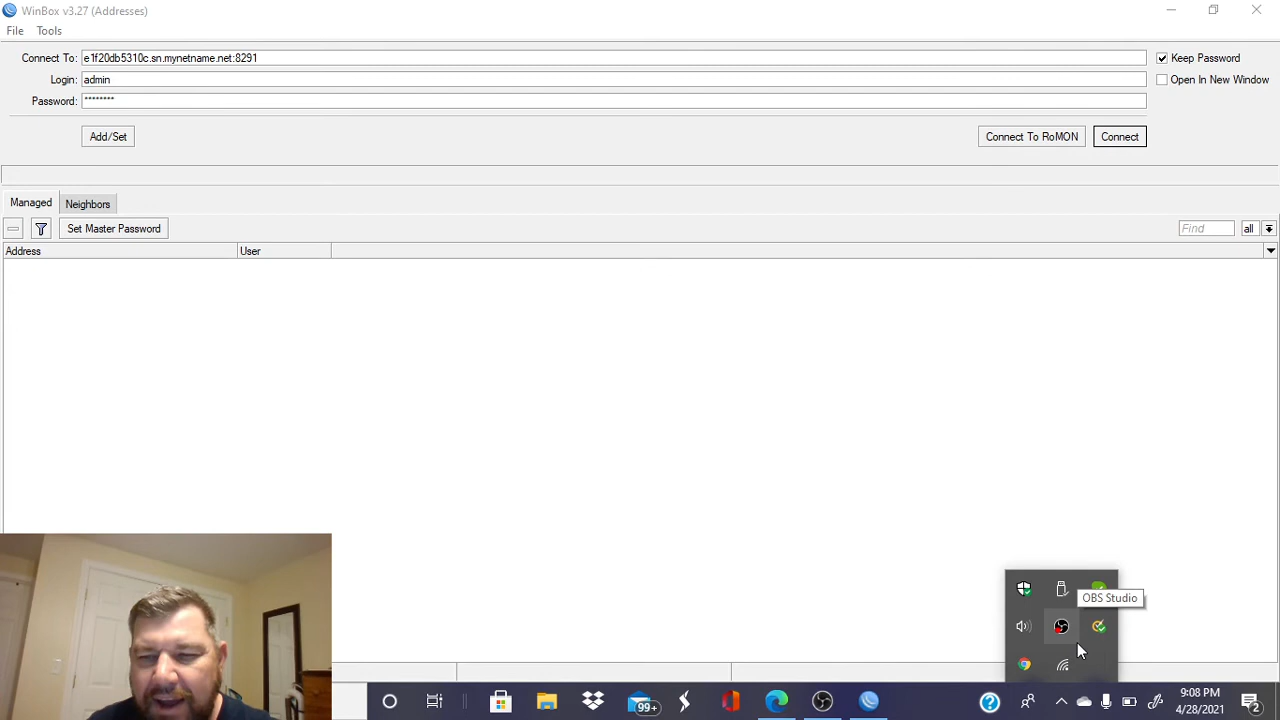 WinBox v3.27 (Addresses)
File Tools
Connect To: e1f20db5310c.sn.mynetname.net:8291
Keep Password
Login: admin
Open In New Window
Password: ********
Add/Set
Connect To RoMON
Connect
Managed
Neighbors
Set Master Password
Find
all
Address
User
OBS Studio
99+
9:08 PM
4/28/2021
2